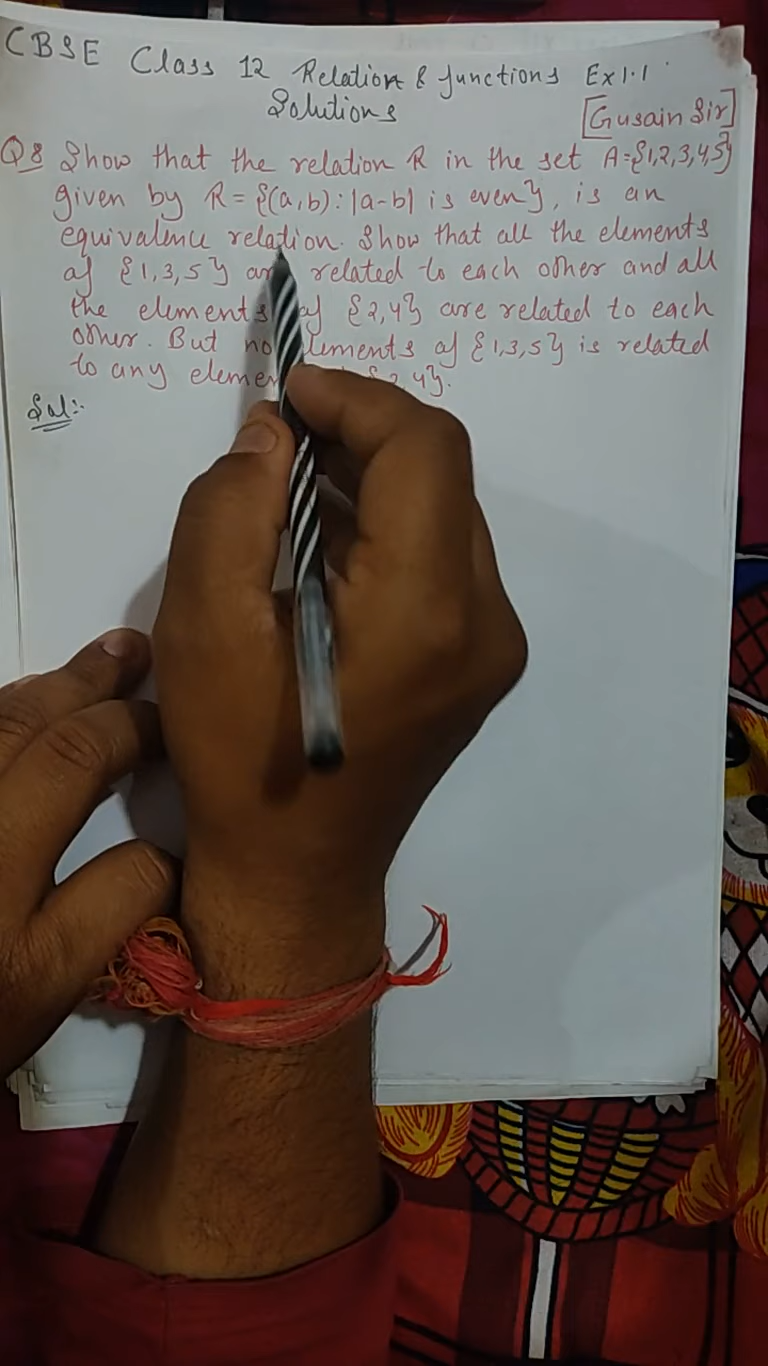 CBSE Class 12 Relation & functions Ex 1.1
Solutions
[Gusain Sir]
Q8 Show that the relation R in the set A={1,2,3,4,5}
given by R= {(a,b):|a-b| is even}, is an
equivalence relation. Show that all the elements
of {1,3,5} related to each other and all
the elements of {2,4} are related to each
other. But no elements of {1,3,5} is related
to any 2,4}.
Sol:-